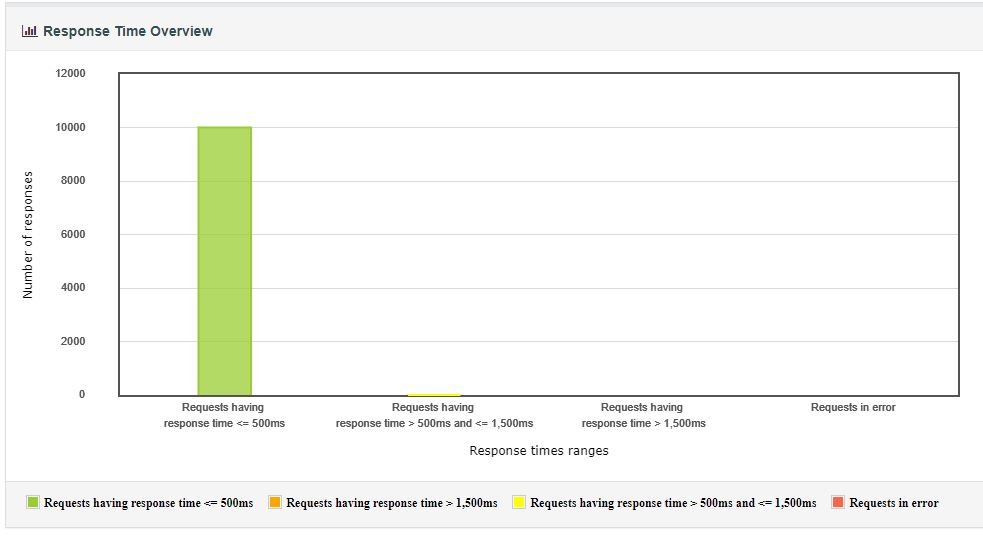 Response Time Overview
12000
10000
8000
6000
4000
2000
0
Number of responses
Requests having
response time <= 500ms
Requests having
response time > 500ms and <= 1,500ms
Requests having
response time > 1,500ms
Requests in error
Response times ranges
Requests having response time <= 500ms
Requests having response time > 1,500ms
Requests having response time > 500ms and <= 1,500ms
Requests in error